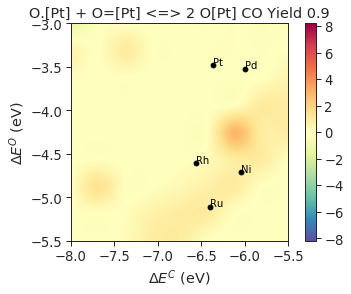 O.[Pt] + O=[Pt] <=> 2 O[Pt] CO Yield 0.9
−3.0
−3.5
−4.0
−4.5
−5.0
−5.5
ΔE^O (eV)
Pt
Pd
Rh
Ni
Ru
−8.0 −7.5 −7.0 −6.5 −6.0 −5.5
ΔE^C (eV)
8
6
4
2
0
−2
−4
−6
−8